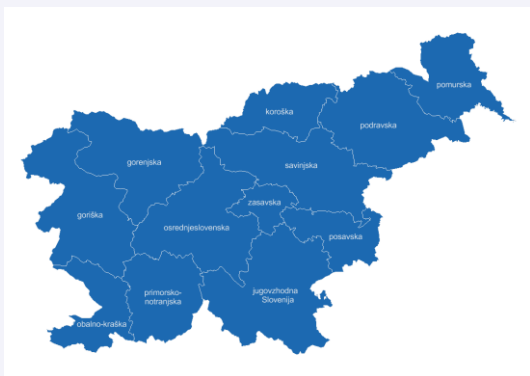 pomurska
koroška
podravska
gorenjska
savinjska
zasavska
goriška
osrednjeslovenska
posavska
primorsko-
notranjska
jugovzhodna
Slovenija
obalno-kraška